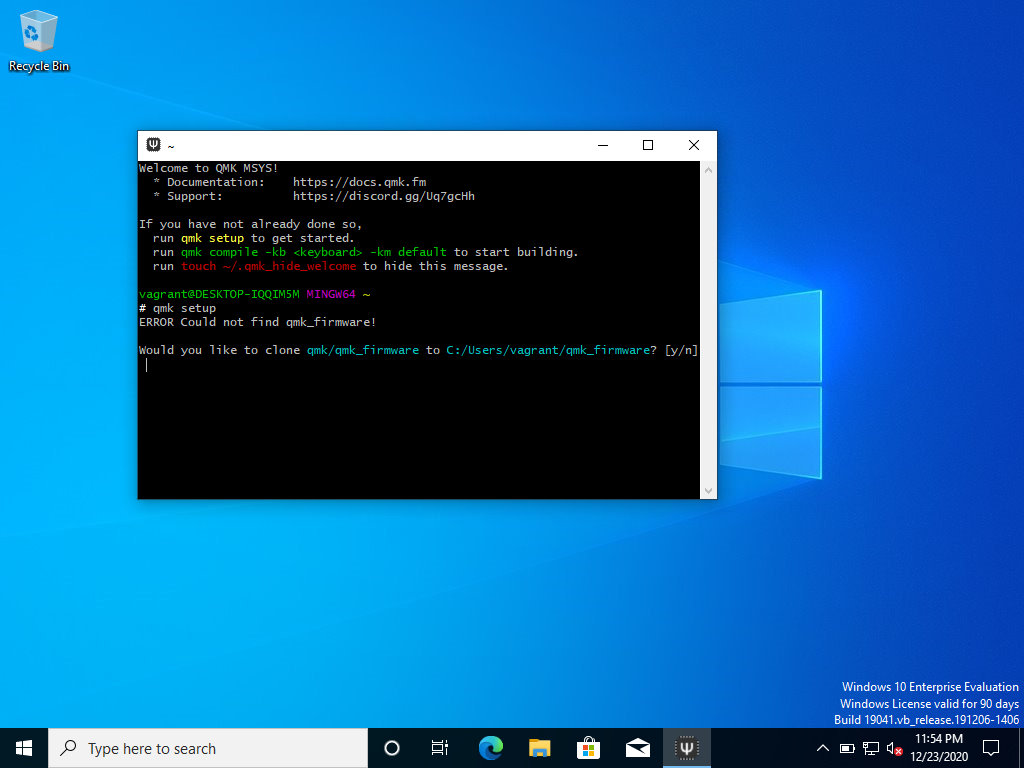 Recycle Bin
~
Welcome to QMK MSYS!
* Documentation: https://docs.qmk.fm
* Support: https://discord.gg/Uq7gcHh
If you have not already done so,
run qmk setup to get started.
run qmk compile -kb <keyboard> -km default to start building.
run touch ~/.qmk_hide_welcome to hide this message.
vagrant@DESKTOP-IQQIM5M MINGW64 ~
# qmk setup
ERROR Could not find qmk_firmware!
Would you like to clone qmk/qmk_firmware to C:/Users/vagrant/qmk_firmware? [y/n]
Windows 10 Enterprise Evaluation
Windows License valid for 90 days
Build 19041.vb_release.191206-1406
Type here to search
11:54 PM
12/23/2020